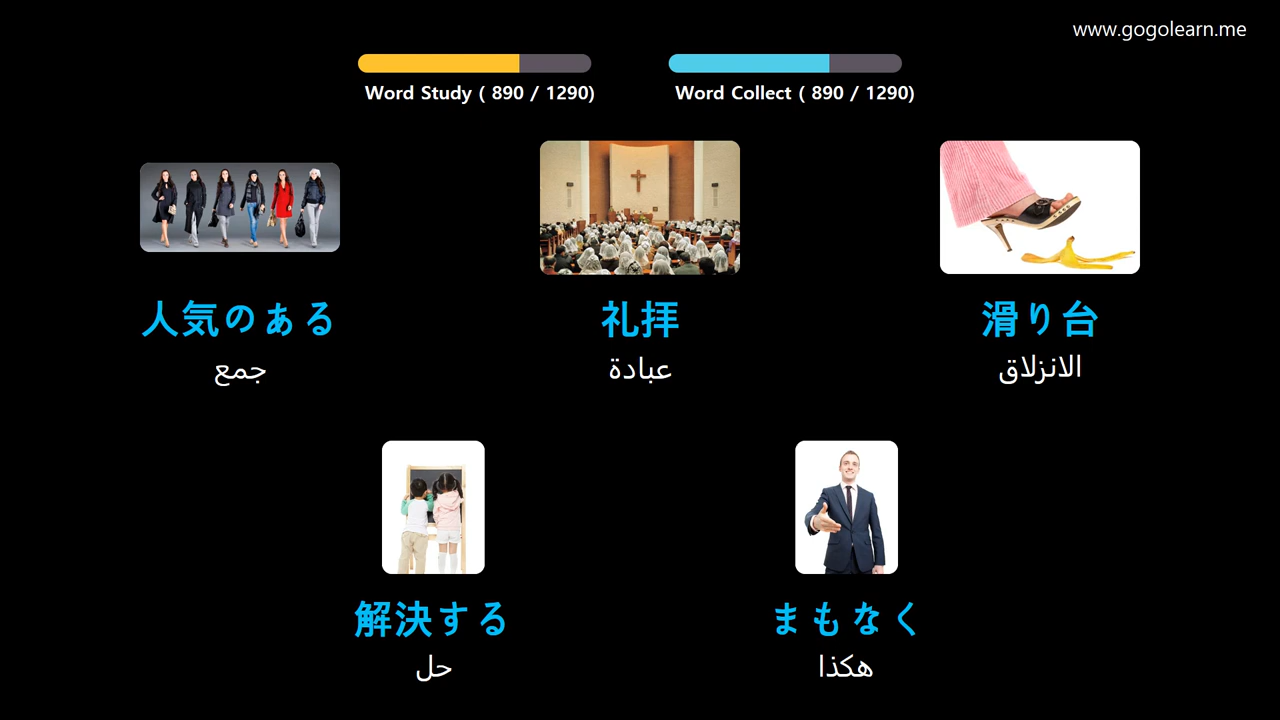 www.gogolearn.me
Word Study ( 890 / 1290)
Word Collect ( 890 / 1290)
人気のある
جمع
礼拝
عبادة
滑り台
الانزلاق
解決する
حل
まもなく
هكذا